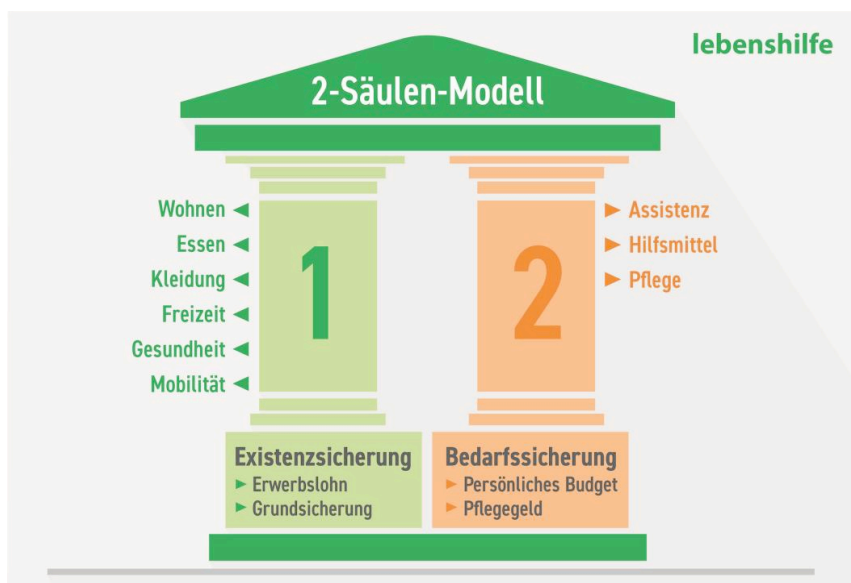 lebenshilfe
2-Säulen-Modell
Wohnen
Essen
Kleidung
Freizeit
Gesundheit
Mobilität
1
2
Assistenz
Hilfsmittel
Pflege
Existenzsicherung
Erwerbslohn
Grundsicherung
Bedarfssicherung
Persönliches Budget
Pflegegeld